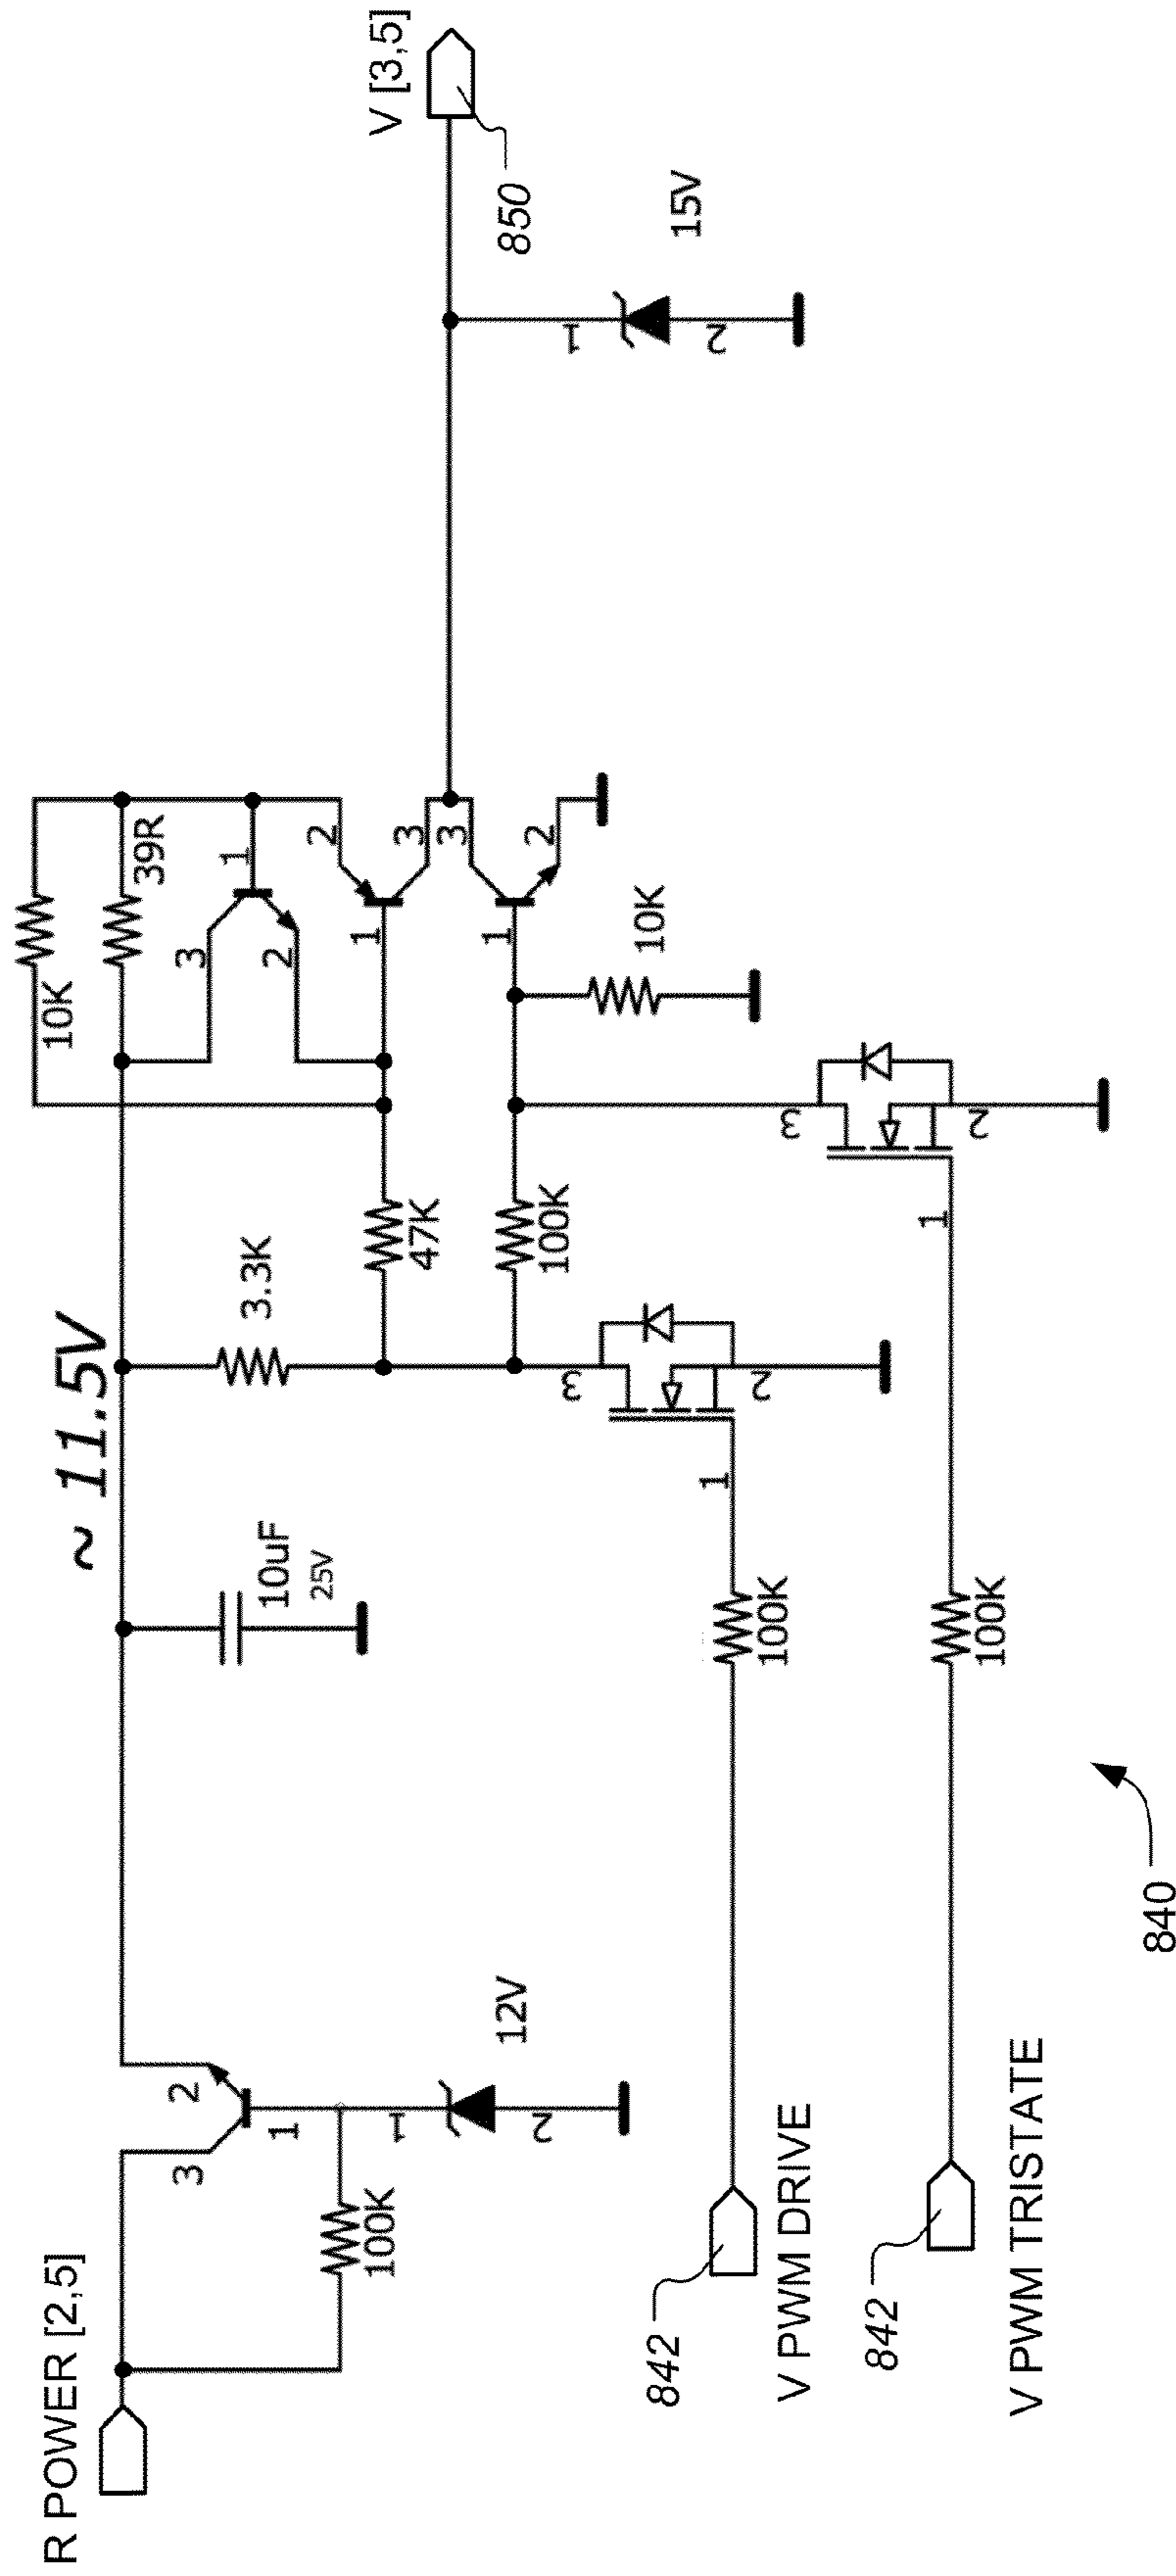 R POWER [2,5]
3
2
1
100K
1
2
12V
~ 11.5V
10uF
25V
3.3K
47K
100K
10K
39R
3
2
1
1
2
3
3
1
2
10K
V [3,5]
850
1
2
15V
3
2
1
100K
842
V PWM DRIVE
3
2
1
100K
842
V PWM TRISTATE
840